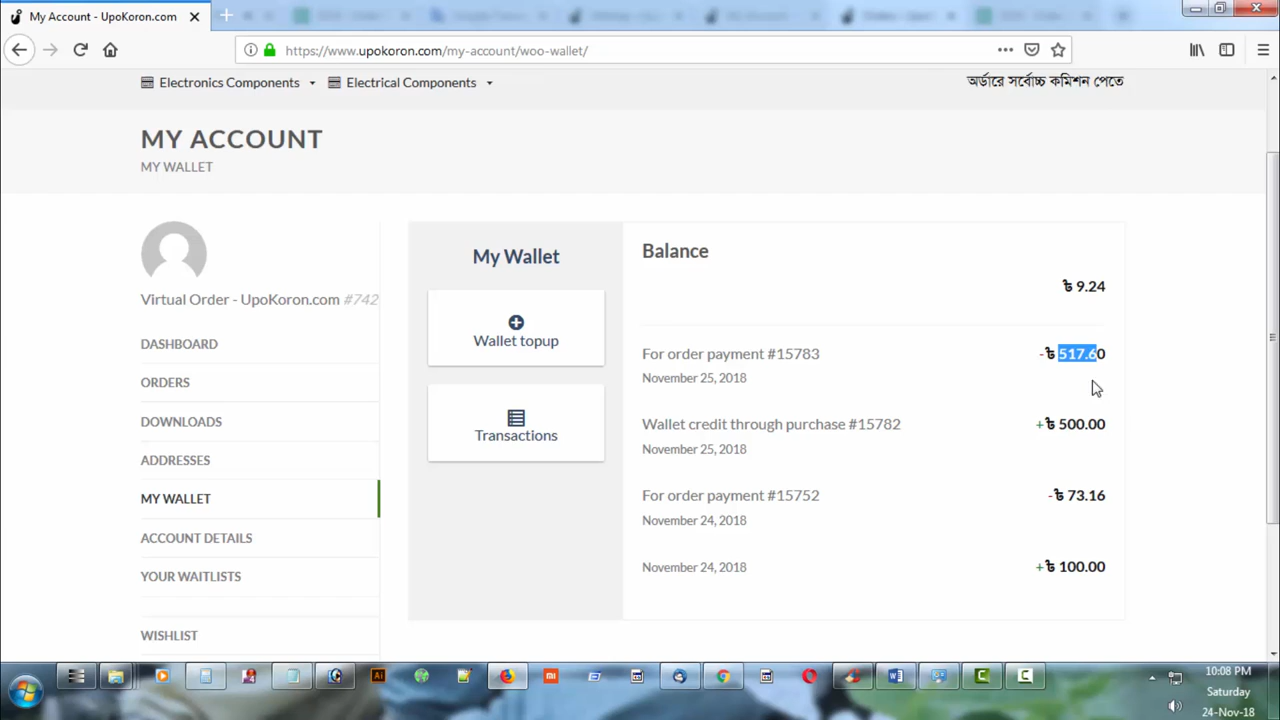 My Account - UpoKoron.com
https://www.upokoron.com/my-account/woo-wallet/
Electronics Components
Electrical Components
অর্ডারে সর্বোচ্চ কমিশন পেতে
MY ACCOUNT
MY WALLET
Virtual Order - UpoKoron.com #742
DASHBOARD
ORDERS
DOWNLOADS
ADDRESSES
MY WALLET
ACCOUNT DETAILS
YOUR WAITLISTS
WISHLIST
My Wallet
Wallet topup
Transactions
Balance
৳ 9.24
For order payment #15783 -৳ 517.60
November 25, 2018
Wallet credit through purchase #15782 +৳ 500.00
November 25, 2018
For order payment #15752 -৳ 73.16
November 24, 2018
November 24, 2018 +৳ 100.00
10:08 PM
Saturday
24-Nov-18